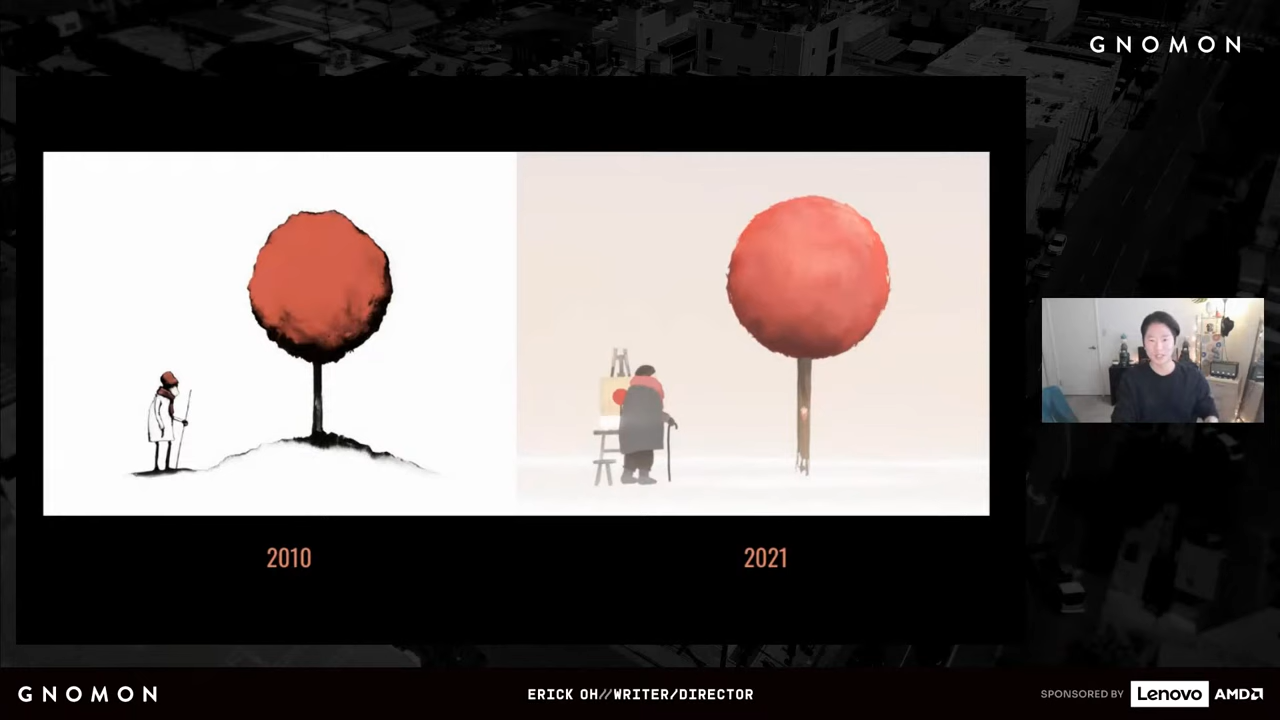 GNOMON
2010
2021
GNOMON
ERICK OH//WRITER/DIRECTOR
SPONSORED BY
Lenovo
AMD